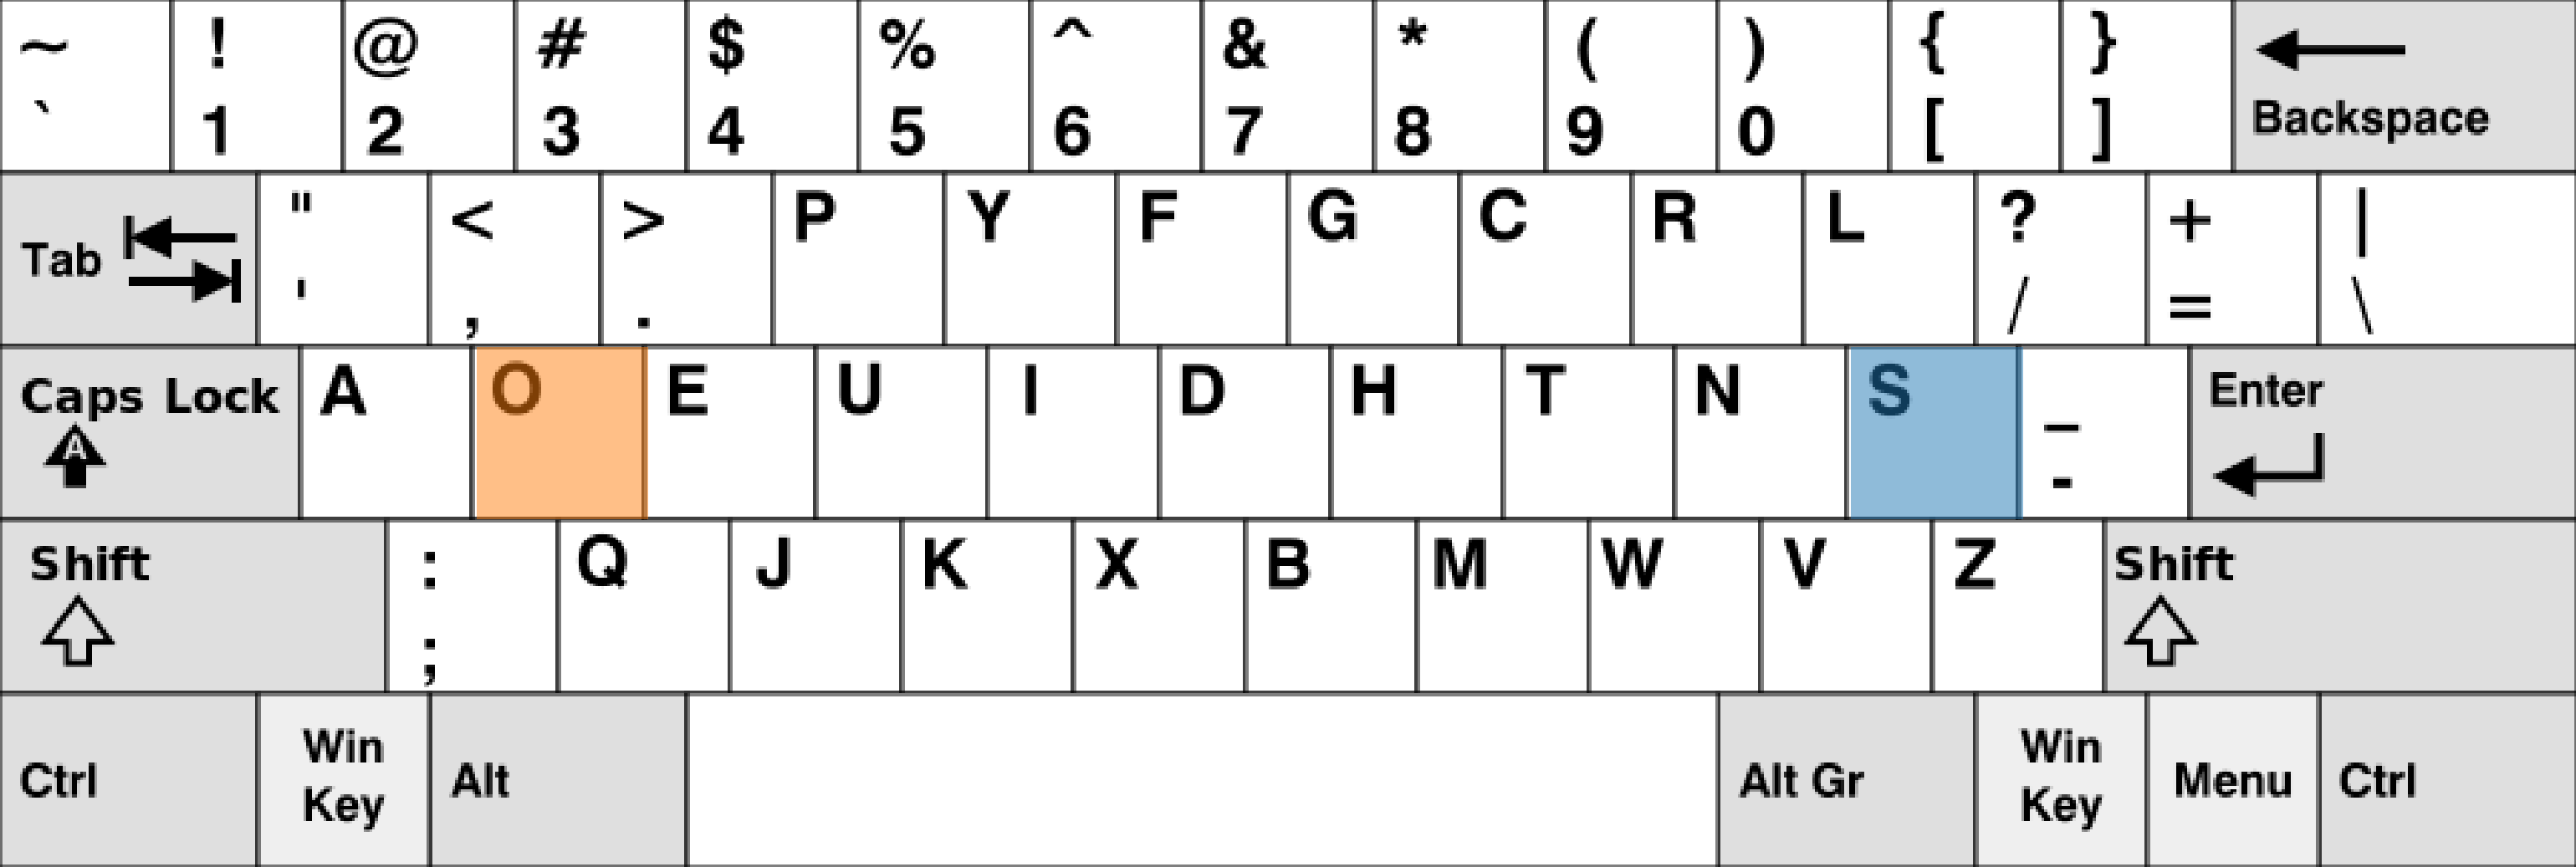 ~ ! @ # $ % ^ & * ( ) { }
` 1 2 3 4 5 6 7 8 9 0 [ ] Backspace
Tab " < > P Y F G C R L ? + |
' , . / = \
Caps Lock A O E U I D H T N S _ Enter
A -
Shift : Q J K X B M W V Z Shift
;
Ctrl Win Key Alt Alt Gr Win Key Menu Ctrl